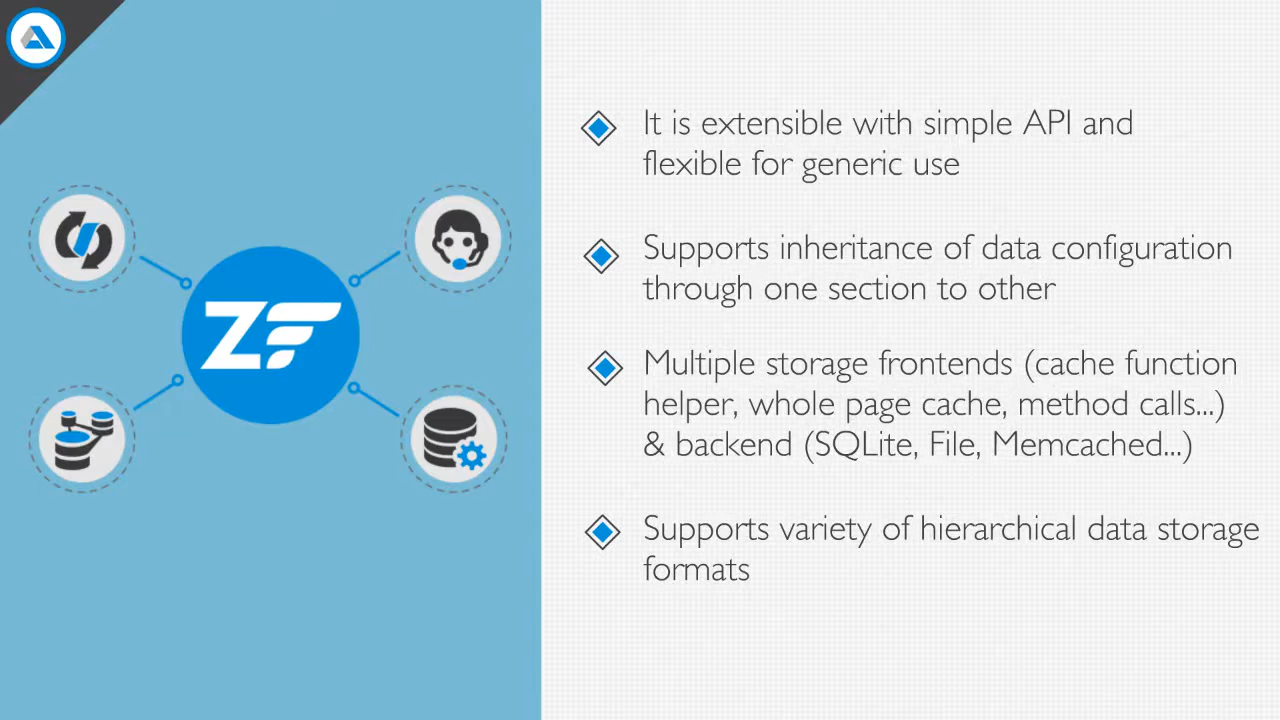 ZF
It is extensible with simple API and
flexible for generic use
Supports inheritance of data configuration
through one section to other
Multiple storage frontends (cache function
helper, whole page cache, method calls...)
& backend (SQLite, File, Memcached...)
Supports variety of hierarchical data storage
formats